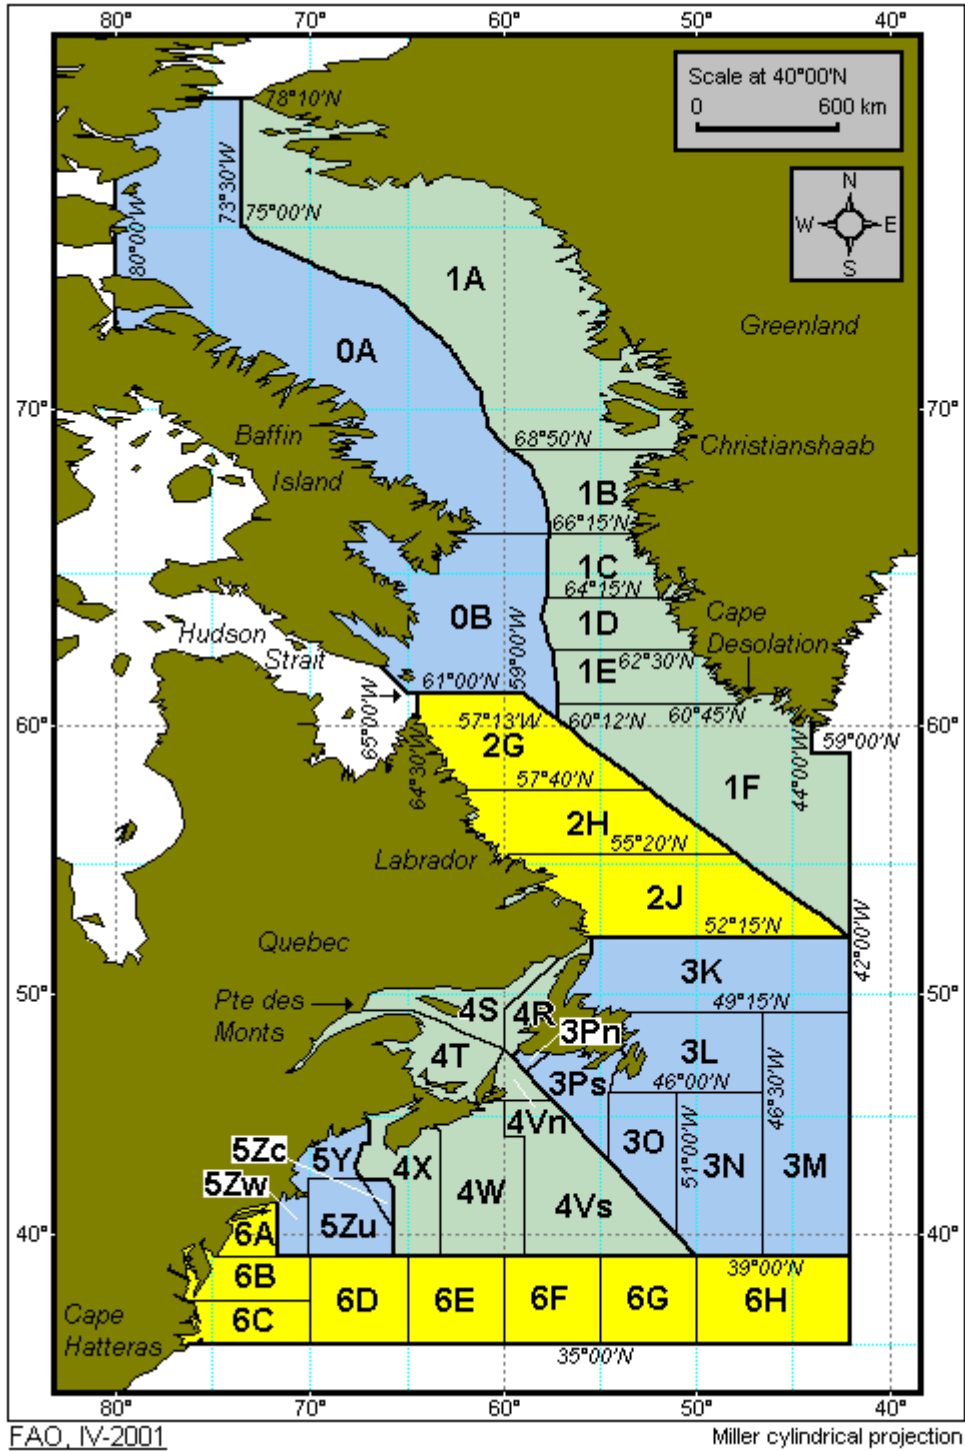 80° 70° 60° 50° 40°
Scale at 40°00'N
0 600 km
78°10'N
N
W E
S
73°30'W
80°00'W
75°00'N
1A
Greenland
0A
70° 70°
Baffin
Island
68°50'N
Christianshaab
1B
66°15'N
1C
64°15'N
0B
59°00'W
1D
Cape
Desolation
Hudson
Strait
62°30'N
1E
61°00'N
65°00'W
60°45'N
57°13'W
60°12'N
60° 60°
59°00'N
2G
64°30'W
44°00'W
57°40'N
1F
2H
55°20'N
Labrador
2J
52°15'N
42°00'W
Quebec
3K
50° 50°
Pte des
Monts
4S
4R
49°15'N
3Pn
4T
3L
46°00'N
46°30'W
3Ps
4Vn
5Zc
5Y
4X
3O
51°00'W
3N
3M
5Zw
4W
5Zu
4Vs
40° 40°
6A
39°00'N
6B
6D
6E
6F
6G
6H
6C
Cape
Hatteras
35°00'N
80° 70° 60° 50° 40°
FAO, IV-2001
Miller cylindrical projection